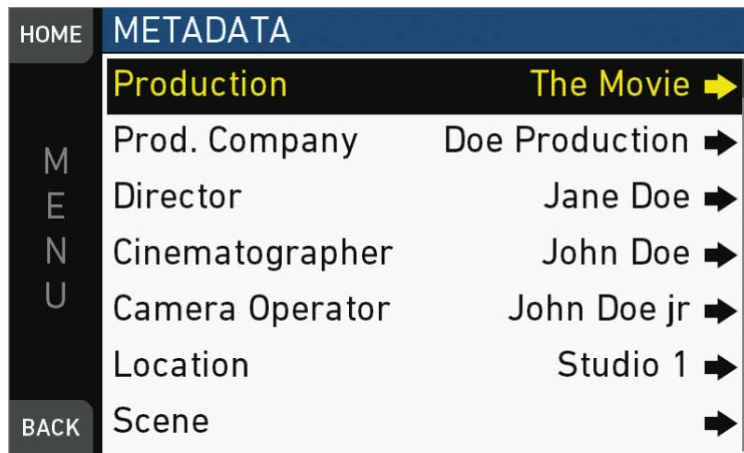 HOME METADATA
Production The Movie
Prod. Company Doe Production
Director Jane Doe
Cinematographer John Doe
Camera Operator John Doe jr
Location Studio 1
Scene
MENU
BACK